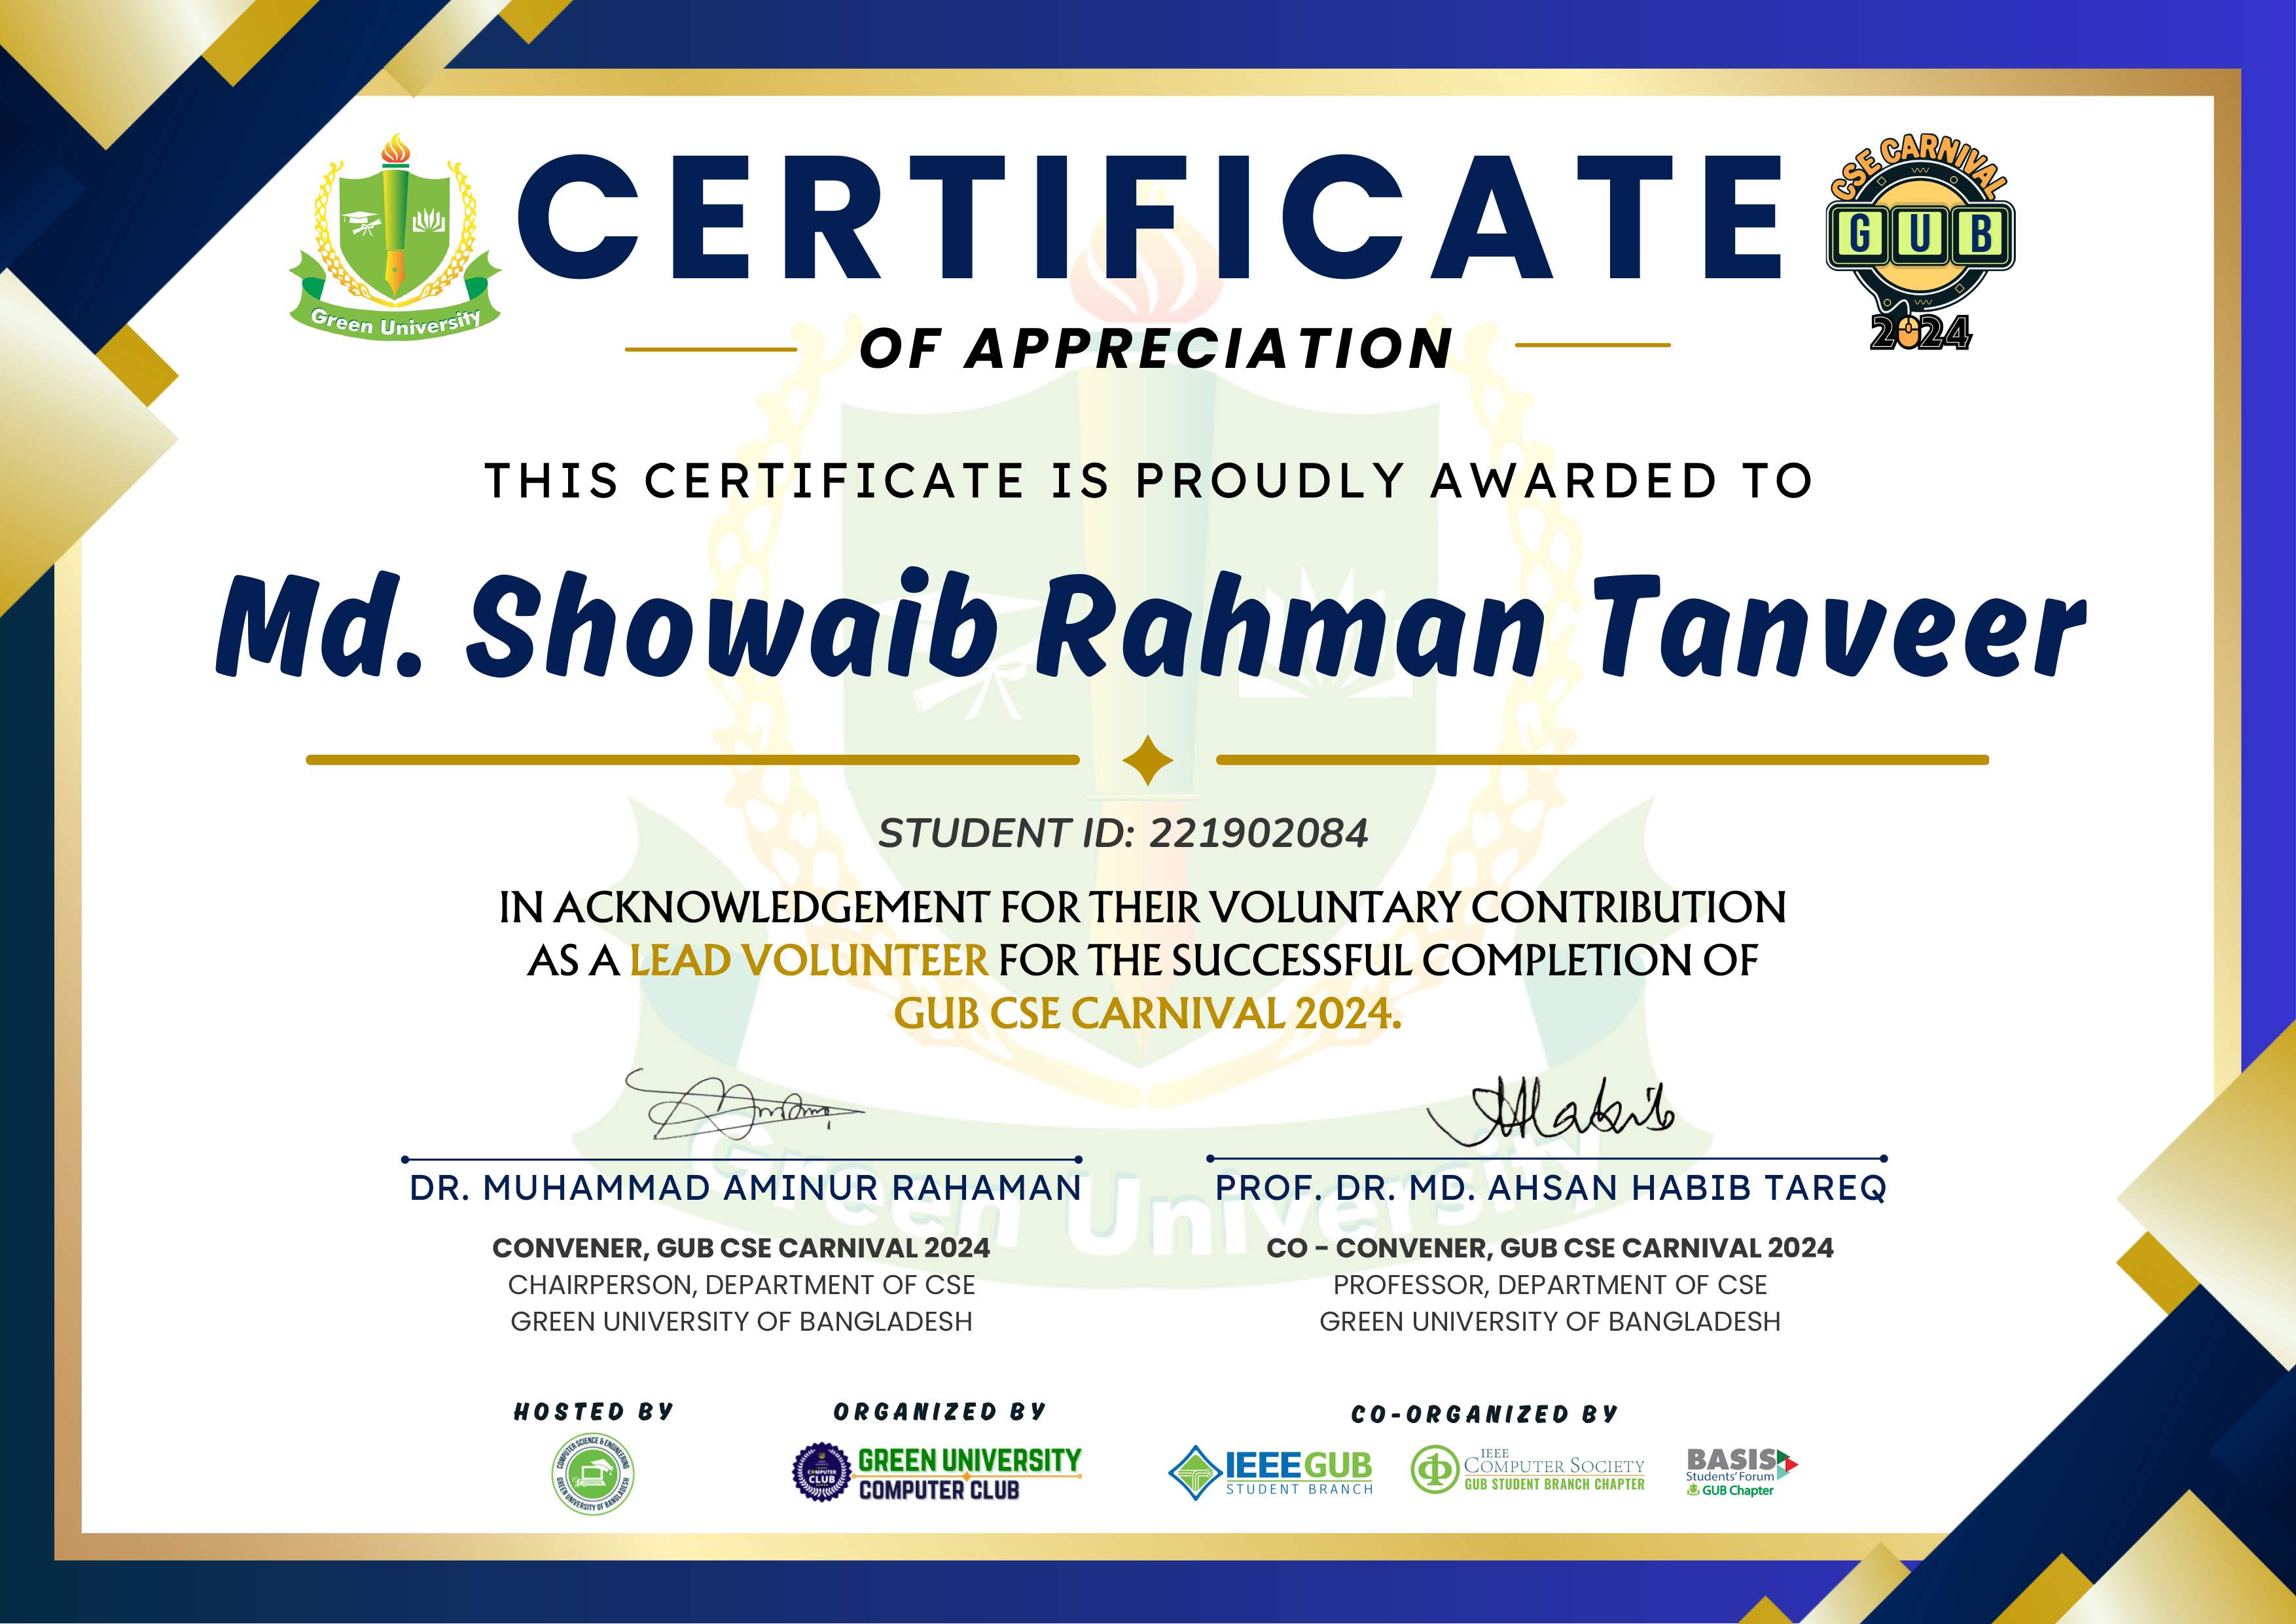 CERTIFICATE
OF APPRECIATION
Green University
CSE CARNIVAL
GUB
2024
THIS CERTIFICATE IS PROUDLY AWARDED TO
Md. Showaib Rahman Tanveer
STUDENT ID: 221902084
IN ACKNOWLEDGEMENT FOR THEIR VOLUNTARY CONTRIBUTION
AS A LEAD VOLUNTEER FOR THE SUCCESSFUL COMPLETION OF
GUB CSE CARNIVAL 2024.
Green University
DR. MUHAMMAD AMINUR RAHAMAN
CONVENER, GUB CSE CARNIVAL 2024
CHAIRPERSON, DEPARTMENT OF CSE
GREEN UNIVERSITY OF BANGLADESH
PROF. DR. MD. AHSAN HABIB TAREQ
CO - CONVENER, GUB CSE CARNIVAL 2024
PROFESSOR, DEPARTMENT OF CSE
GREEN UNIVERSITY OF BANGLADESH
HOSTED BY
COMPUTER SCIENCE & ENGINEERING
GREEN UNIVERSITY OF BANGLADESH
ORGANIZED BY
COMPUTER
CLUB
GREEN UNIVERSITY
COMPUTER CLUB
CO-ORGANIZED BY
IEEE GUB
STUDENT BRANCH
IEEE
COMPUTER SOCIETY
GUB STUDENT BRANCH CHAPTER
BASIS
Students' Forum
GUB Chapter